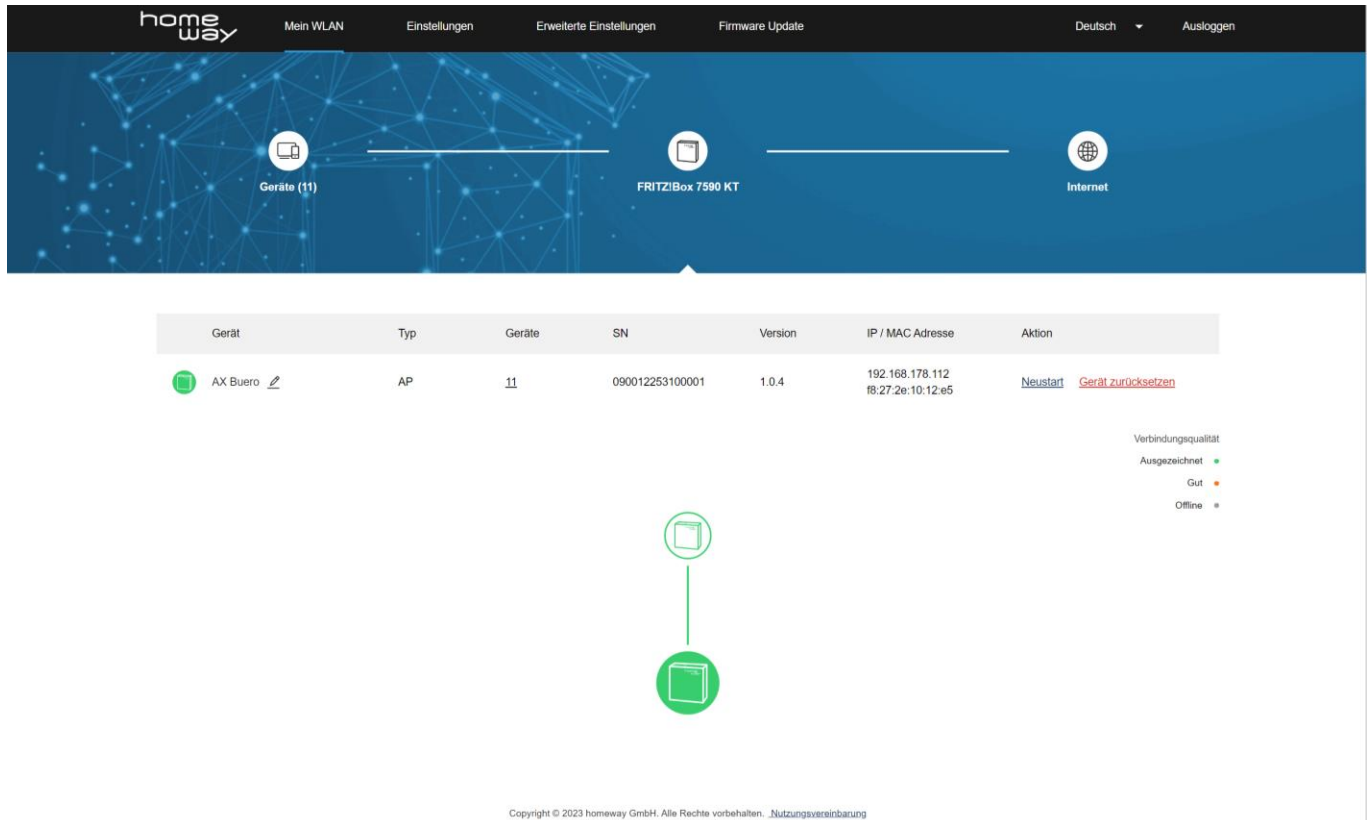 home
way
Mein WLAN Einstellungen Erweiterte Einstellungen Firmware Update Deutsch Ausloggen
Geräte (11) FRITZ!Box 7590 KT Internet
Gerät Typ Geräte SN Version IP / MAC Adresse Aktion
AX Buero AP 11 090012253100001 1.0.4 192.168.178.112 Neustart Gerät zurücksetzen
f8:27:2e:10:12:e5
Verbindungsqualität
Ausgezeichnet
Gut
Offline
Copyright © 2023 homeway GmbH. Alle Rechte vorbehalten. Nutzungsvereinbarung